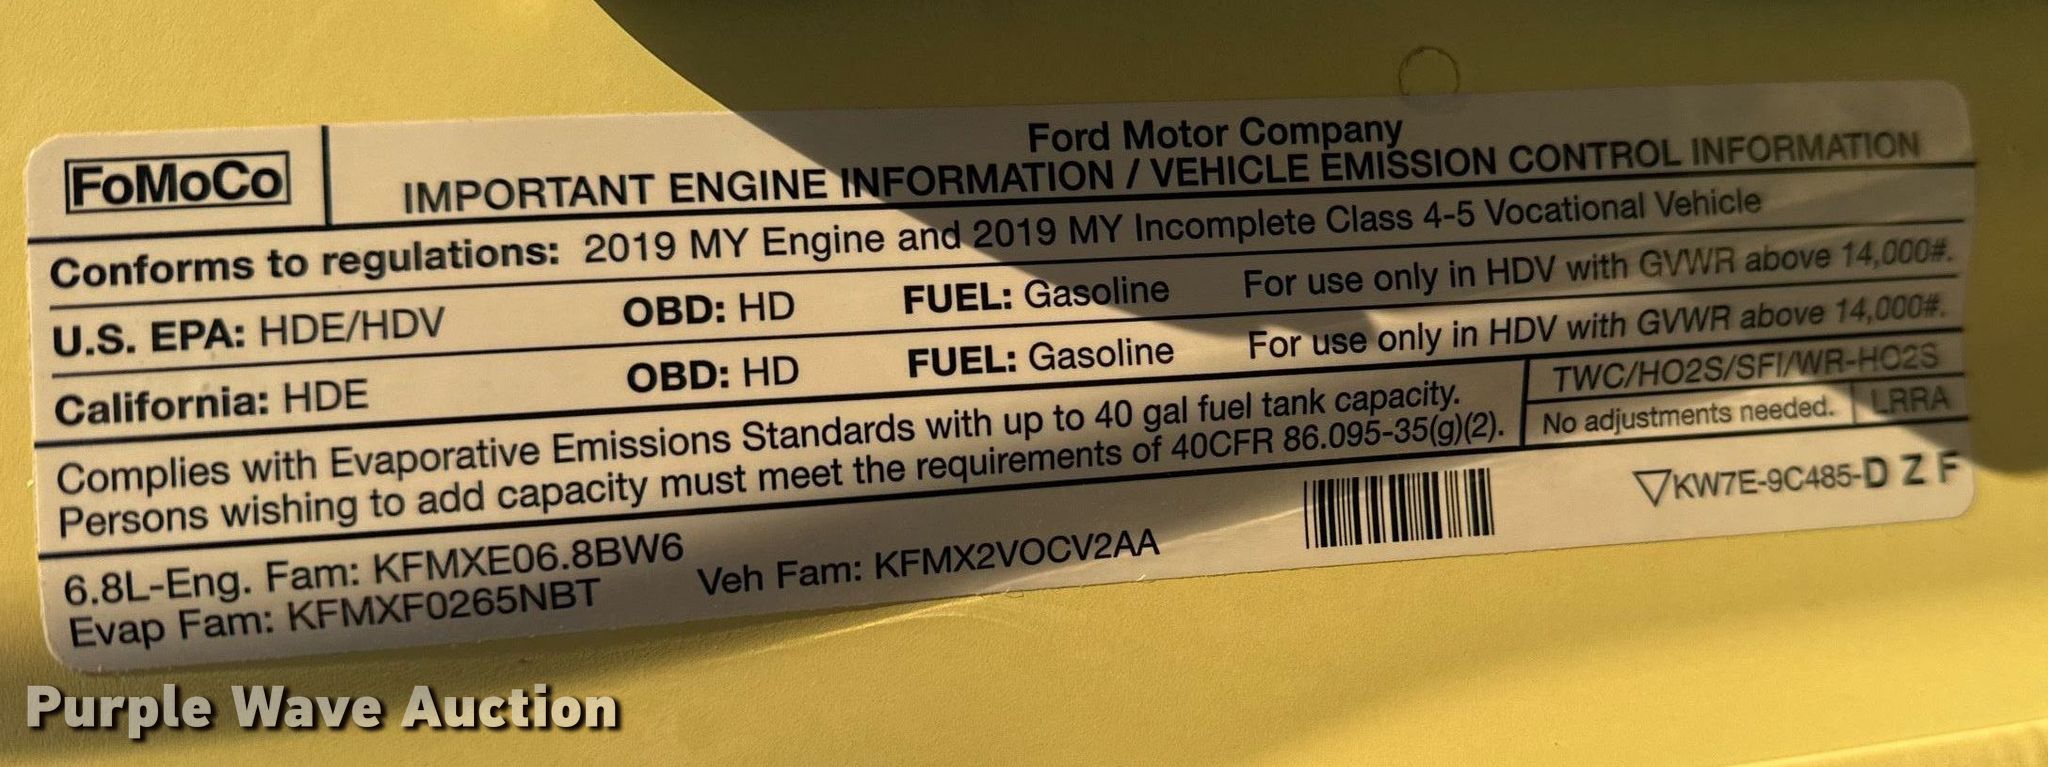 Ford Motor Company
FoMoCo
IMPORTANT ENGINE INFORMATION / VEHICLE EMISSION CONTROL INFORMATION
Conforms to regulations: 2019 MY Engine and 2019 MY Incomplete Class 4-5 Vocational Vehicle
U.S. EPA: HDE/HDV OBD: HD FUEL: Gasoline For use only in HDV with GVWR above 14,000#.
California: HDE OBD: HD FUEL: Gasoline For use only in HDV with GVWR above 14,000#.
Complies with Evaporative Emissions Standards with up to 40 gal fuel tank capacity.
Persons wishing to add capacity must meet the requirements of 40CFR 86.095-35(g)(2).
TWC/HO2S/SFI/WR-HO2S
No adjustments needed. LRRA
6.8L-Eng. Fam: KFMXE06.8BW6
Evap Fam: KFMXF0265NBT
Veh Fam: KFMX2VOCV2AA
▽KW7E-9C485-D Z F
Purple Wave Auction